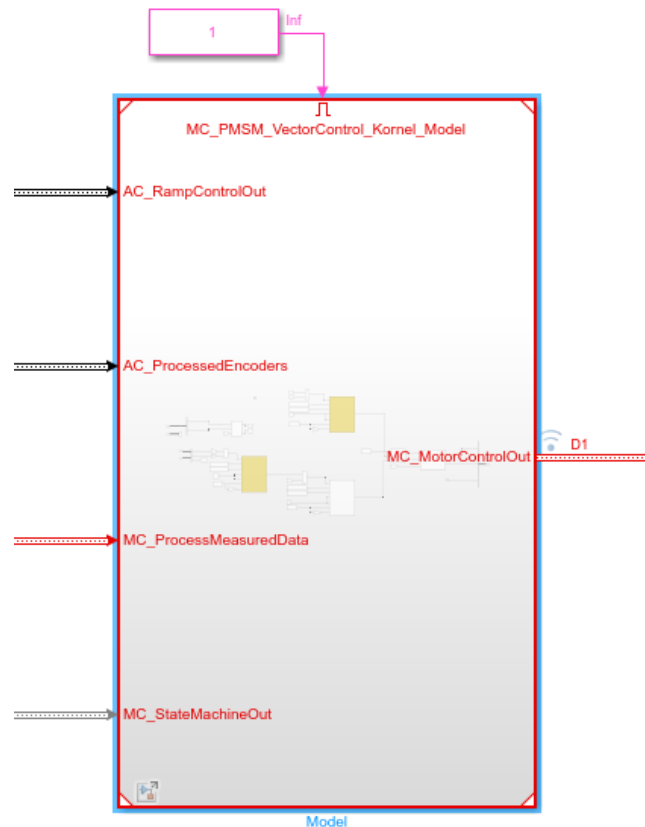 1
Inf
MC_PMSM_VectorControl_Kornel_Model
AC_RampControlOut
AC_ProcessedEncoders
MC_MotorControlOut
D1
MC_ProcessMeasuredData
MC_StateMachineOut
Model